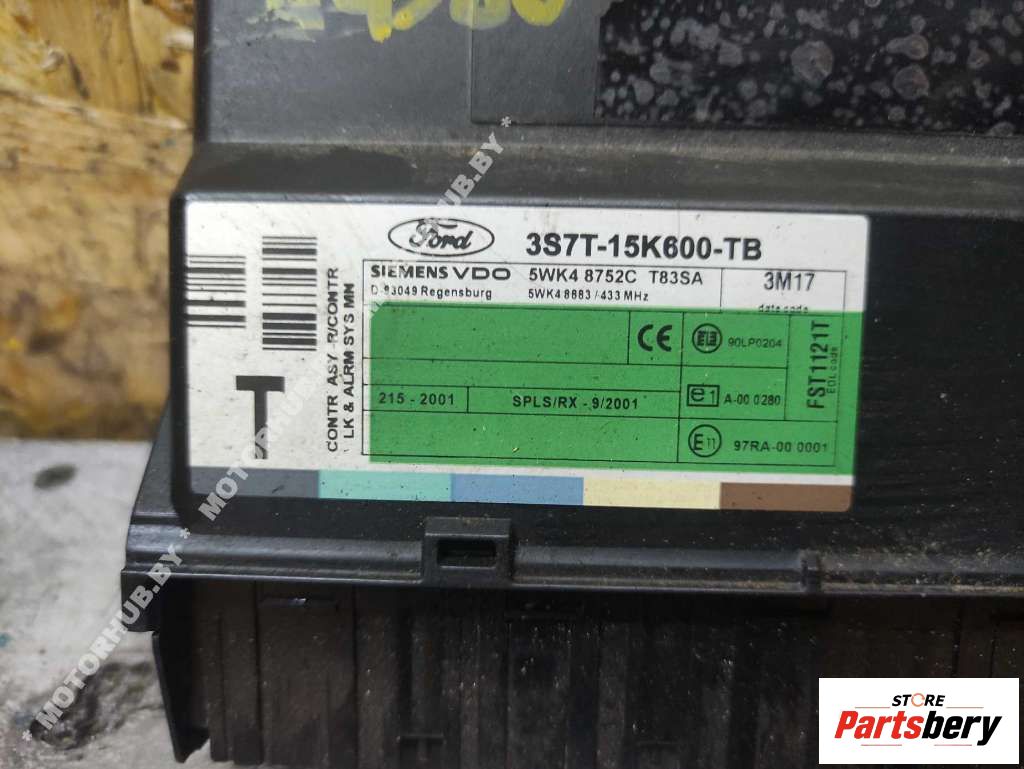 Ford
3S7T-15K600-TB
SIEMENS VDO 5WK4 8752C T83SA 3M17
D-93049 Regensburg 5WK4 8683 / 433 MHz date code
CONTR ASY -R/CONTR
LK & ALRM SYS MN
T
CE
90LP0204
215 - 2001 SPLS/RX - 9/2001
e1 A-00 0280
E11 97RA-00 0001
FST1121T
EOL code
* MOTORHUB.BY * MOTORHUB.BY *
STORE
Partsbery